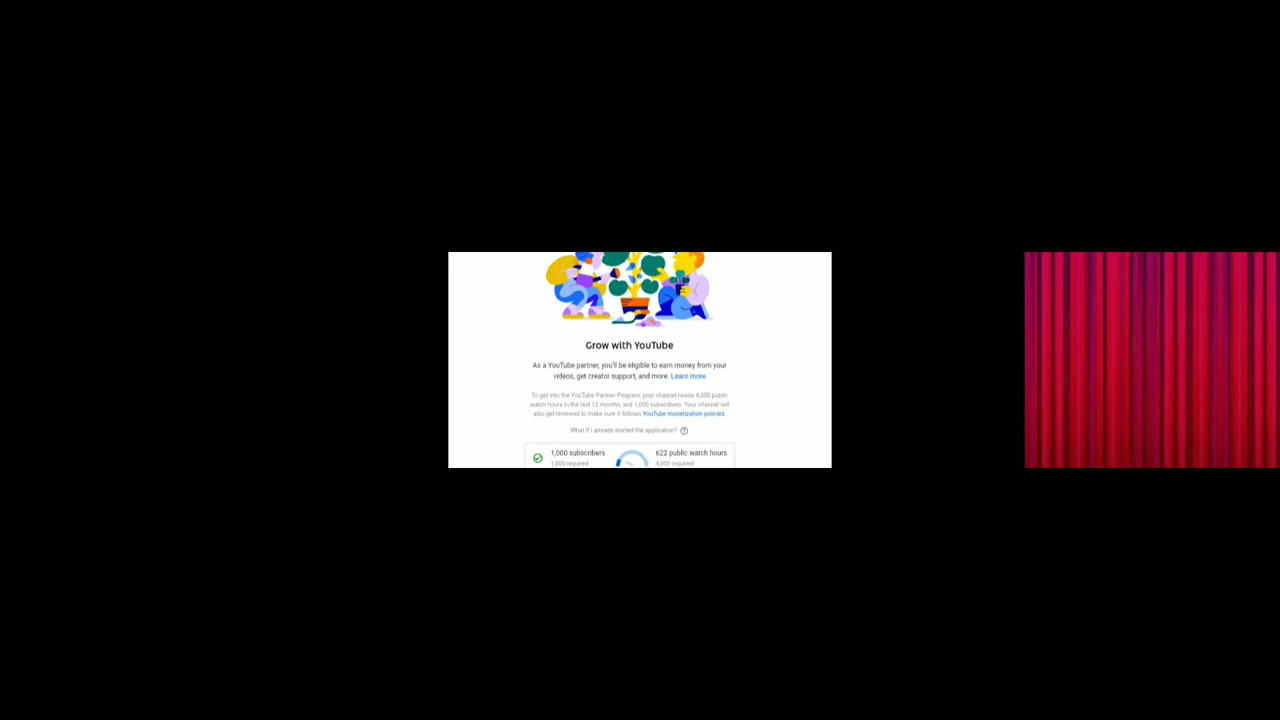 Grow with YouTube
As a YouTube partner, you'll be eligible to earn money from your
videos, get creator support, and more. Learn more
To get into the YouTube Partner Program, your channel needs 4,000 public
watch hours in the last 12 months, and 1,000 subscribers. Your channel will
also get reviewed to make sure it follows YouTube monetization policies
What if I already started the application? ?
1,000 subscribers 622 public watch hours
1,000 required 4,000 required